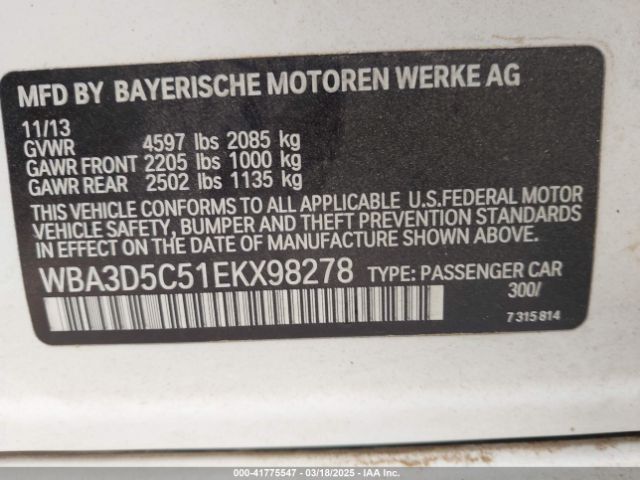 MFD BY BAYERISCHE MOTOREN WERKE AG
11/13
GVWR 4597 lbs 2085 kg
GAWR FRONT 2205 lbs 1000 kg
GAWR REAR 2502 lbs 1135 kg
THIS VEHICLE CONFORMS TO ALL APPLICABLE U.S.FEDERAL MOTOR
VEHICLE SAFETY, BUMPER AND THEFT PREVENTION STANDARDS
IN EFFECT ON THE DATE OF MANUFACTURE SHOWN ABOVE.
WBA3D5C51EKX98278 TYPE: PASSENGER CAR
300/
7 315 814
000-41775547 | 03/18/2025 | IAA Inc.